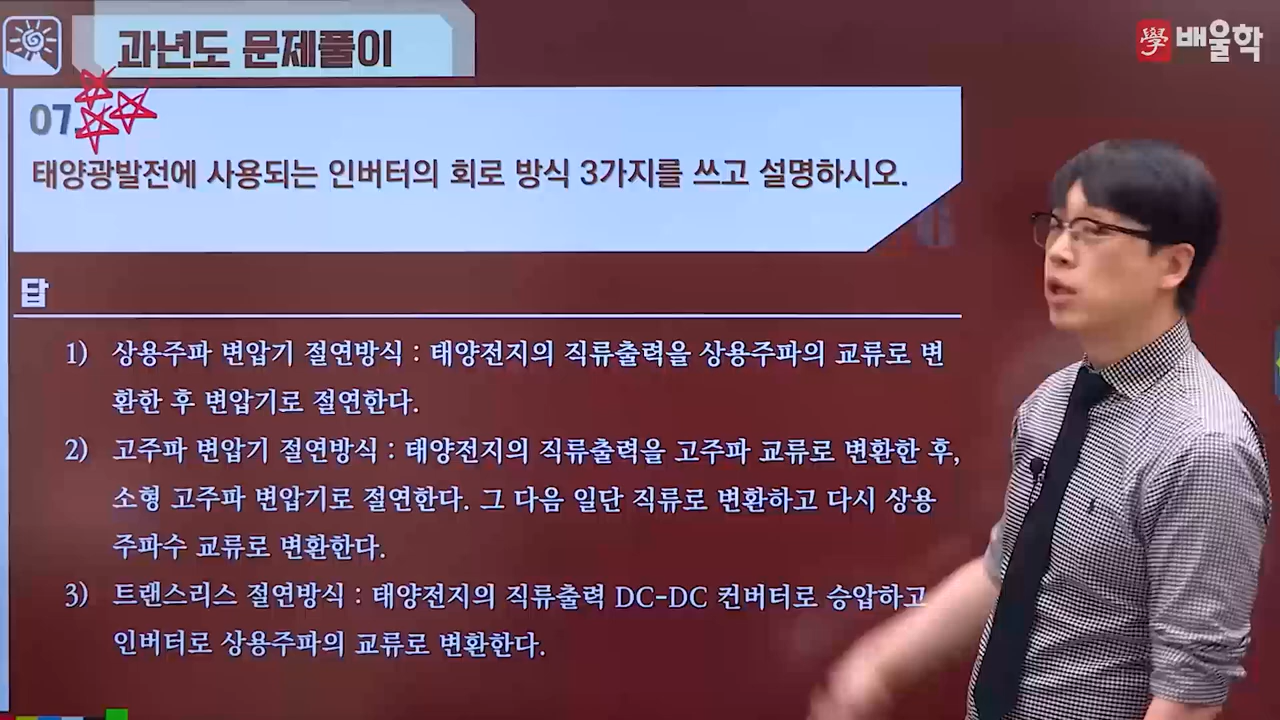 과년도 문제풀이
學 배울학
07.
태양광발전에 사용되는 인버터의 회로 방식 3가지를 쓰고 설명하시오.
답
1) 상용주파 변압기 절연방식 : 태양전지의 직류출력을 상용주파의 교류로 변
환한 후 변압기로 절연한다.
2) 고주파 변압기 절연방식 : 태양전지의 직류출력을 고주파 교류로 변환한 후,
소형 고주파 변압기로 절연한다. 그 다음 일단 직류로 변환하고 다시 상용
주파수 교류로 변환한다.
3) 트랜스리스 절연방식 : 태양전지의 직류출력 DC-DC 컨버터로 승압하고
인버터로 상용주파의 교류로 변환한다.